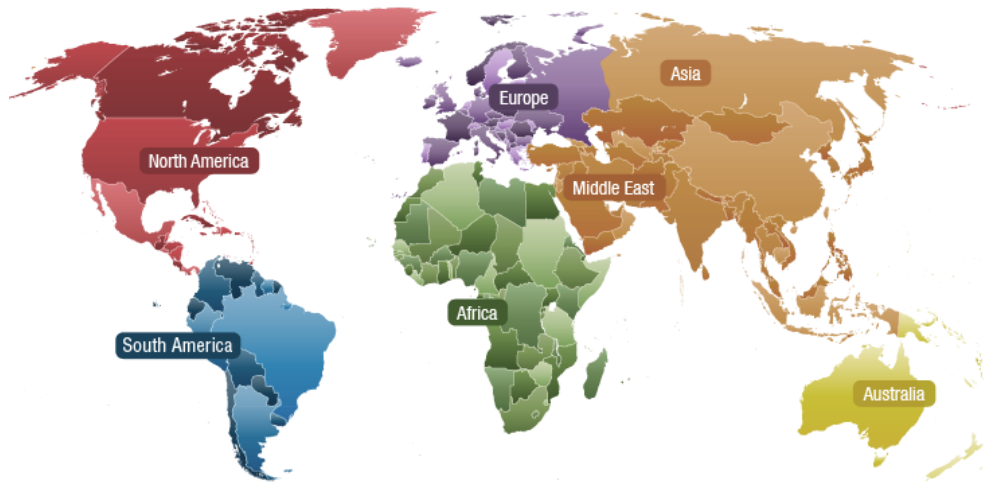 Asia
Europe
North America
Middle East
Africa
South America
Australia